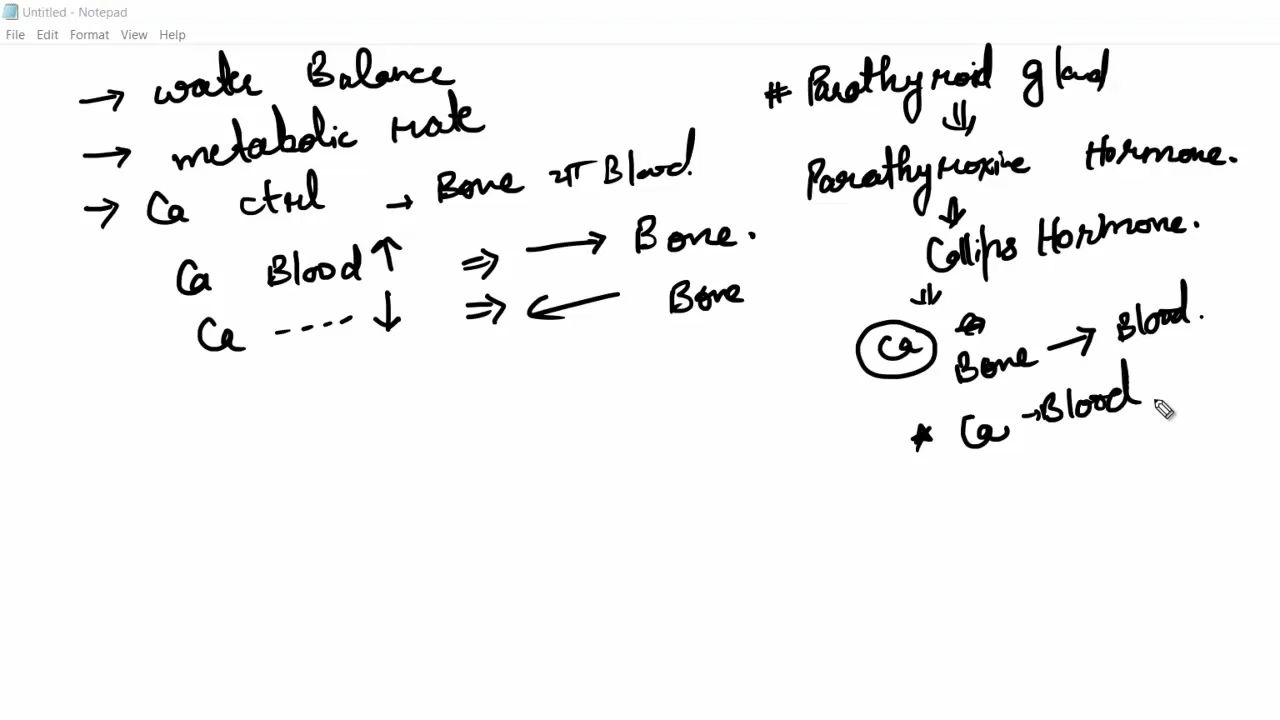 Untitled - Notepad
File Edit Format View Help
→ water Balance
→ metabolic rate
→ Ca ctrl → Bone या Blood.
Ca Blood ↑ ⇒ → Bone.
Ca ---- ↓ ⇒ ← Bone
# Parathyroid gland
⇓
Parathyroxine Hormone.
⇓
Collips Hormone.
⇓
Ca Bone → Blood.
* Ca → Blood